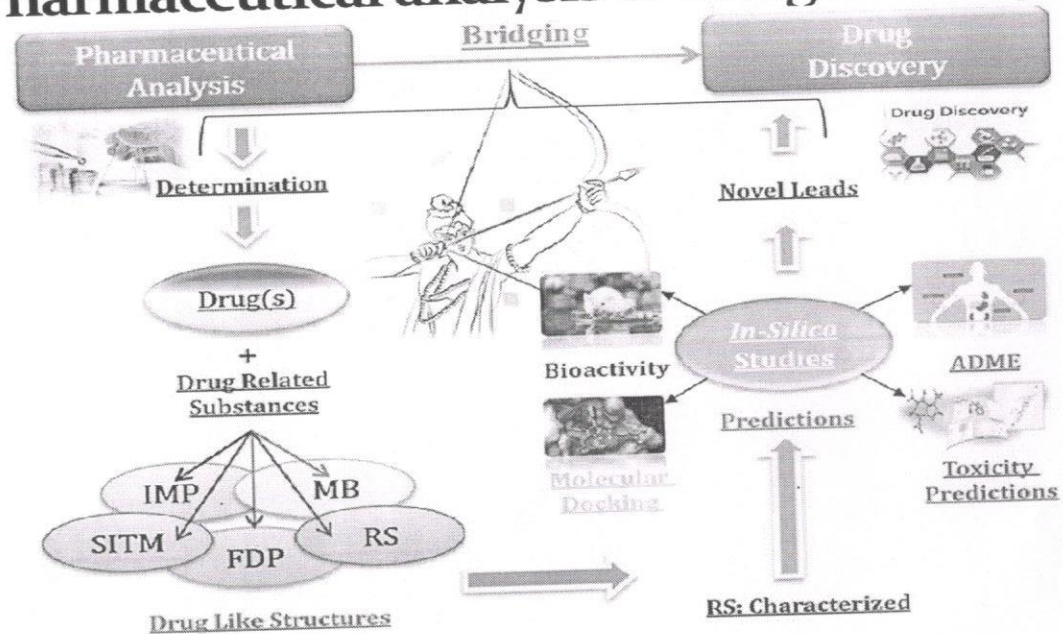 Pharmaceutical
Analysis
Bridging
Drug
Discovery
Drug Discovery
Determination
Novel Leads
Drug(s)
+
Drug Related
Substances
Bioactivity
In-Silico
Studies
ADME
Predictions
Molecular
Docking
Toxicity
Predictions
IMP
MB
SITM
FDP
RS
Drug Like Structures
RS: Characterized